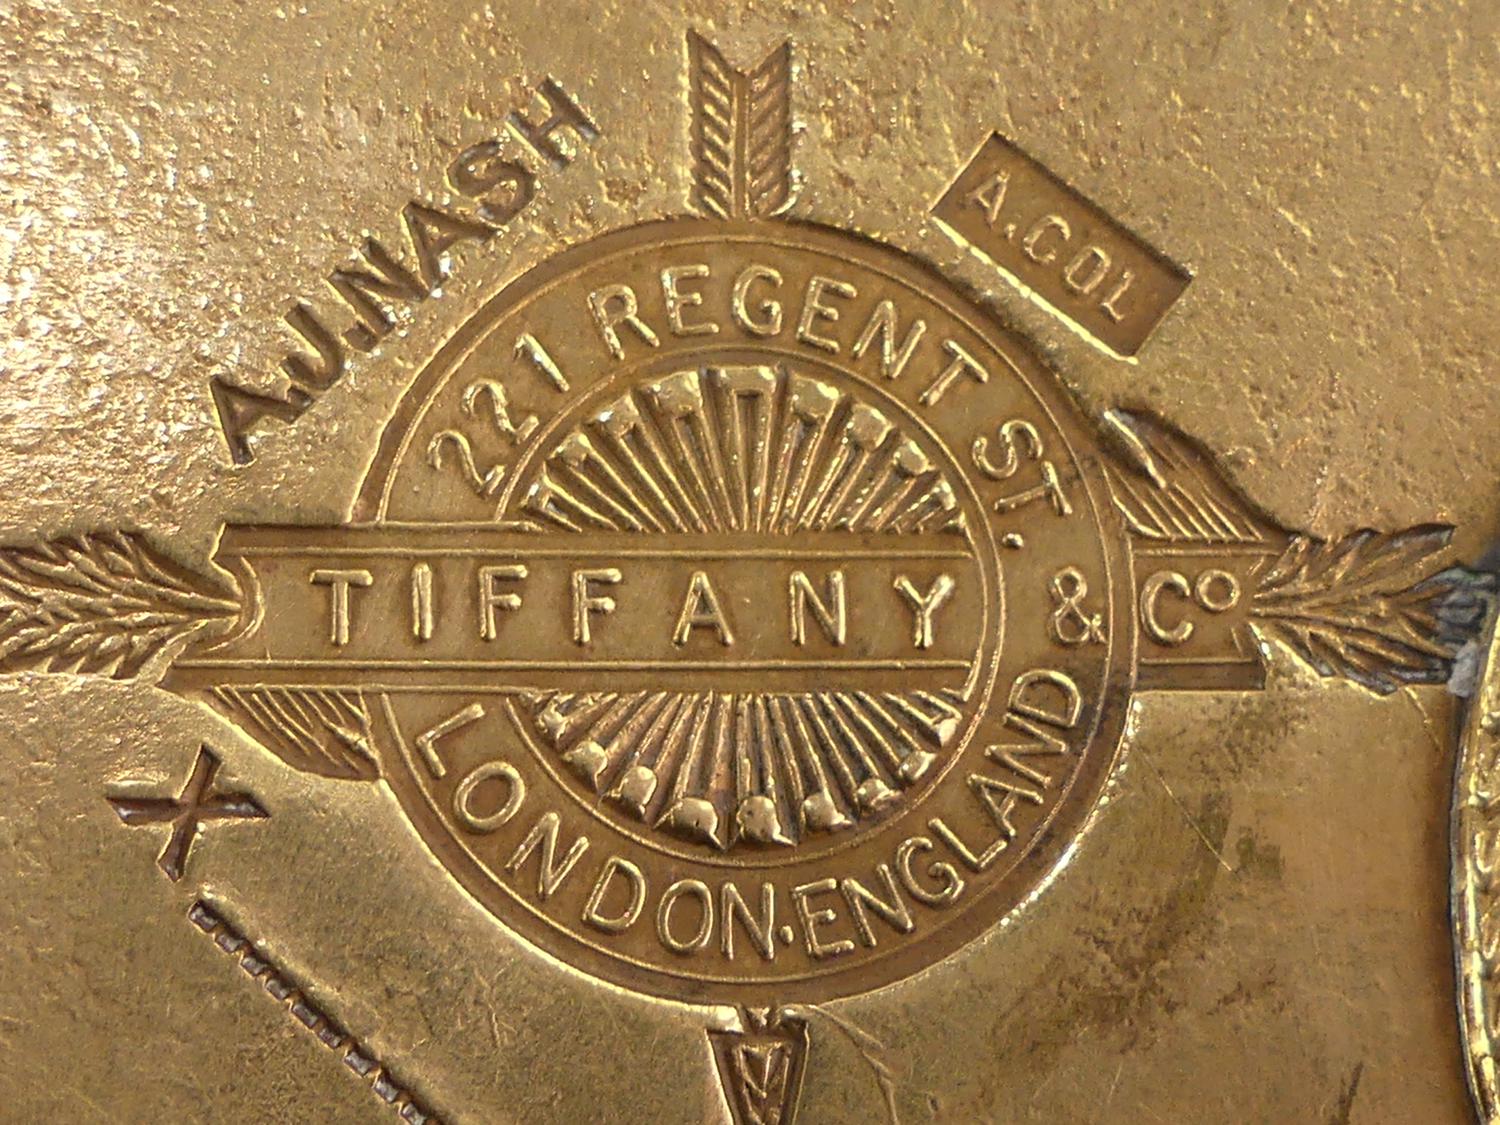 A.J.NASH
A.COL
221 REGENT ST.
TIFFANY & Co
LONDON·ENGLAND
X